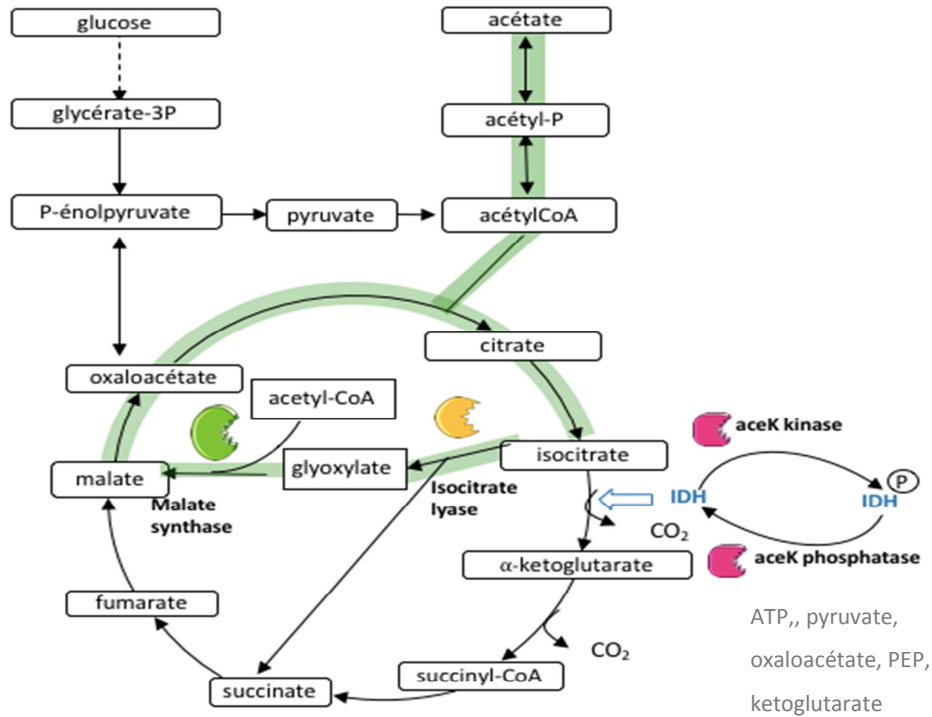 glucose
acétate
glycérate-3P
acétyl-P
P-énolpyruvate
pyruvate
acétylCoA
citrate
oxaloacétate
acetyl-CoA
aceK kinase
isocitrate
glyoxylate
malate
Malate
synthase
Isocitrate
lyase
IDH
IDH
P
CO₂
aceK phosphatase
α-ketoglutarate
fumarate
CO₂
succinyl-CoA
succinate
ATP,, pyruvate,
oxaloacétate, PEP,
ketoglutarate